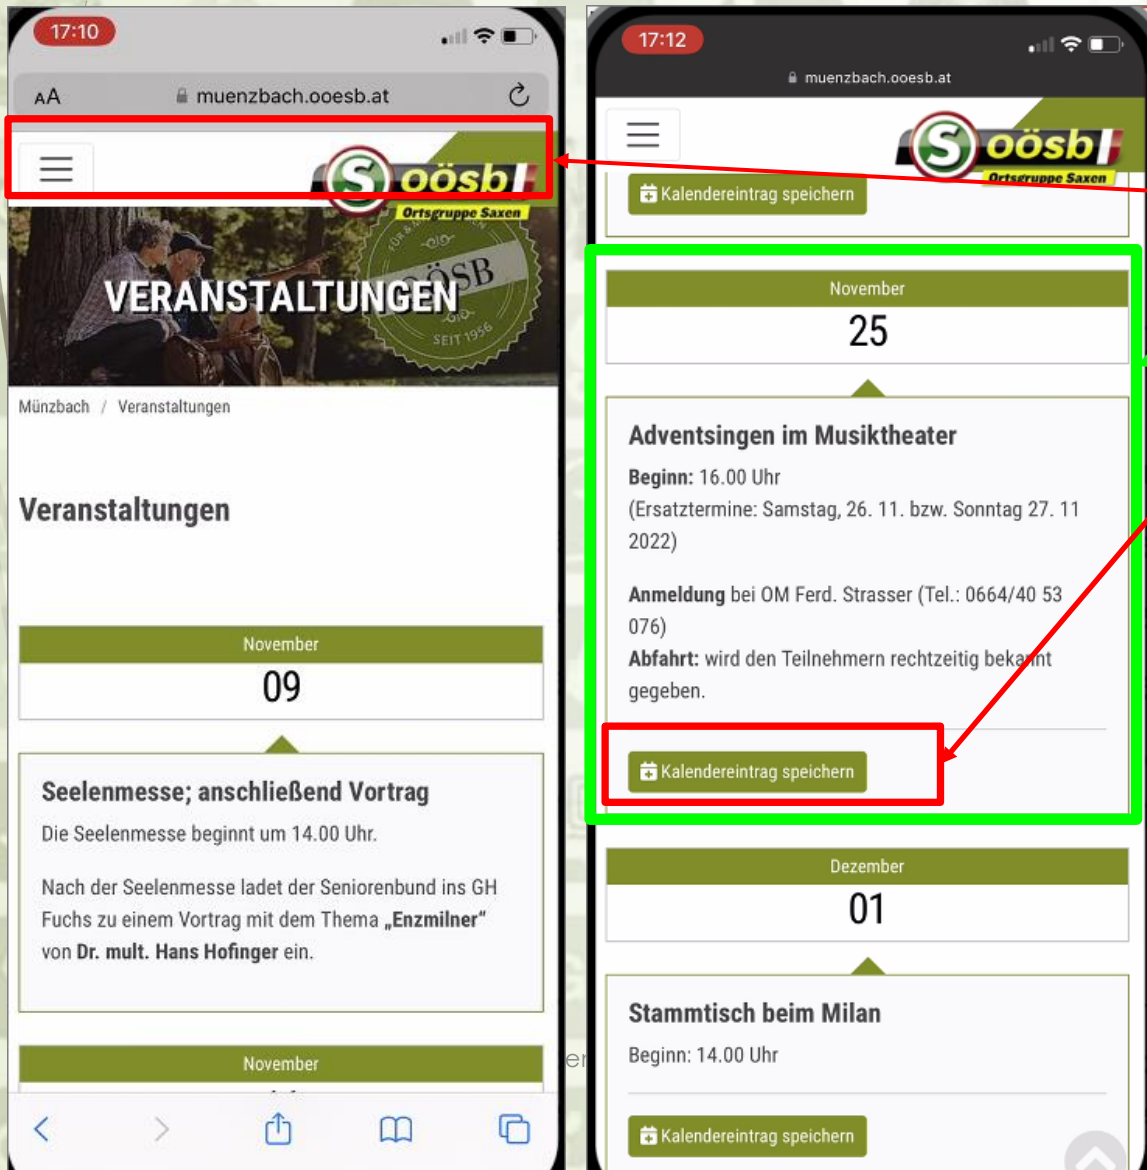 17:10
AA muenzbach.ooesb.at
S oösb
Ortsgruppe Saxen
VERANSTALTUNGEN
OÖSB
SEIT 1956
Münzbach / Veranstaltungen
Veranstaltungen
November
09
Seelenmesse; anschließend Vortrag
Die Seelenmesse beginnt um 14.00 Uhr.
Nach der Seelenmesse ladet der Seniorenbund ins GH
Fuchs zu einem Vortrag mit dem Thema „Enzmilner"
von Dr. mult. Hans Hofinger ein.
November
17:12
muenzbach.ooesb.at
S oösb
Ortsgruppe Saxen
Kalendereintrag speichern
November
25
Adventsingen im Musiktheater
Beginn: 16.00 Uhr
(Ersatztermine: Samstag, 26. 11. bzw. Sonntag 27. 11
2022)
Anmeldung bei OM Ferd. Strasser (Tel.: 0664/40 53
076)
Abfahrt: wird den Teilnehmern rechtzeitig bekannt
gegeben.
Kalendereintrag speichern
Dezember
01
Stammtisch beim Milan
Beginn: 14.00 Uhr
Kalendereintrag speichern